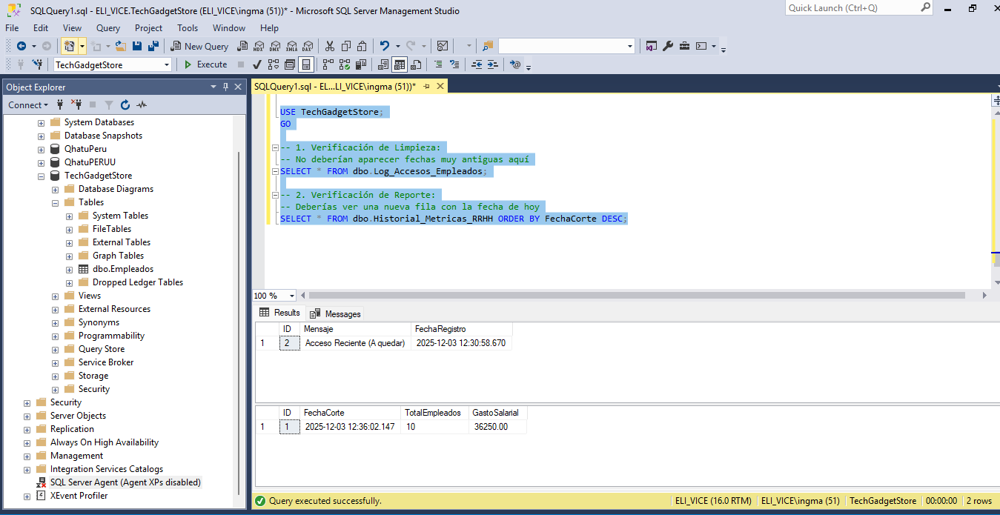 SQLQuery1.sql - ELI_VICE.TechGadgetStore (ELI_VICE\ingma (51))* - Microsoft SQL Server Management Studio
Quick Launch (Ctrl+Q)
File Edit View Query Project Tools Window Help
New Query
MDX DMX XMLA DAX
TechGadgetStore
Execute
Object Explorer
Connect
System Databases
Database Snapshots
QhatuPeru
QhatuPERUU
TechGadgetStore
Database Diagrams
Tables
System Tables
FileTables
External Tables
Graph Tables
dbo.Empleados
Dropped Ledger Tables
Views
External Resources
Synonyms
Programmability
Query Store
Service Broker
Storage
Security
Security
Server Objects
Replication
Always On High Availability
Management
Integration Services Catalogs
SQL Server Agent (Agent XPs disabled)
XEvent Profiler
SQLQuery1.sql - EL...LI_VICE\ingma (51))*
USE TechGadgetStore;
GO
-- 1. Verificación de Limpieza:
-- No deberían aparecer fechas muy antiguas aquí
SELECT * FROM dbo.Log_Accesos_Empleados;
-- 2. Verificación de Reporte:
-- Deberías ver una nueva fila con la fecha de hoy
SELECT * FROM dbo.Historial_Metricas_RRHH ORDER BY FechaCorte DESC;
100 %
Results Messages
ID Mensaje FechaRegistro
1 2 Acceso Reciente (A quedar) 2025-12-03 12:30:58.670
ID FechaCorte TotalEmpleados GastoSalarial
1 1 2025-12-03 12:36:02.147 10 36250.00
Query executed successfully. ELI_VICE (16.0 RTM) ELI_VICE\ingma (51) TechGadgetStore 00:00:00 2 rows